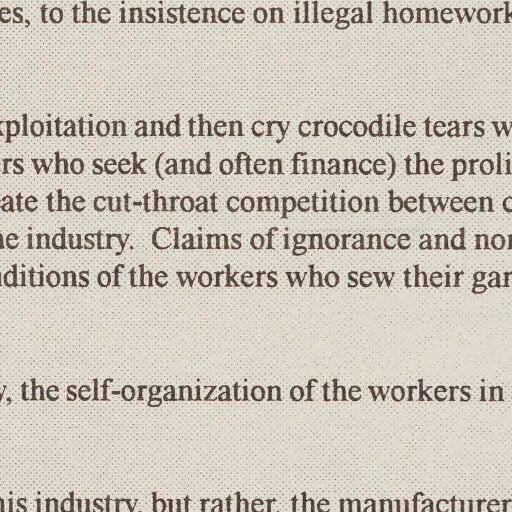 es, to the insistence on illegal homework
xploitation and then cry crocodile tears w
rs who seek (and often finance) the proli
ate the cut-throat competition between c
he industry. Claims of ignorance and non
ditions of the workers who sew their gar
y, the self-organization of the workers in
his industry, but rather, the manufacturer